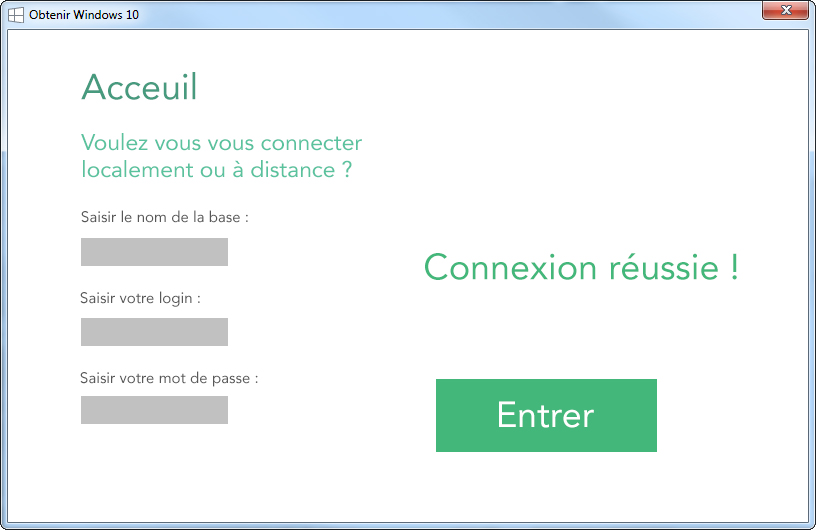 Obtenir Windows 10
Acceuil
Voulez vous vous connecter
localement ou à distance ?
Saisir le nom de la base :
Saisir votre login :
Connexion réussie !
Saisir votre mot de passe :
Entrer